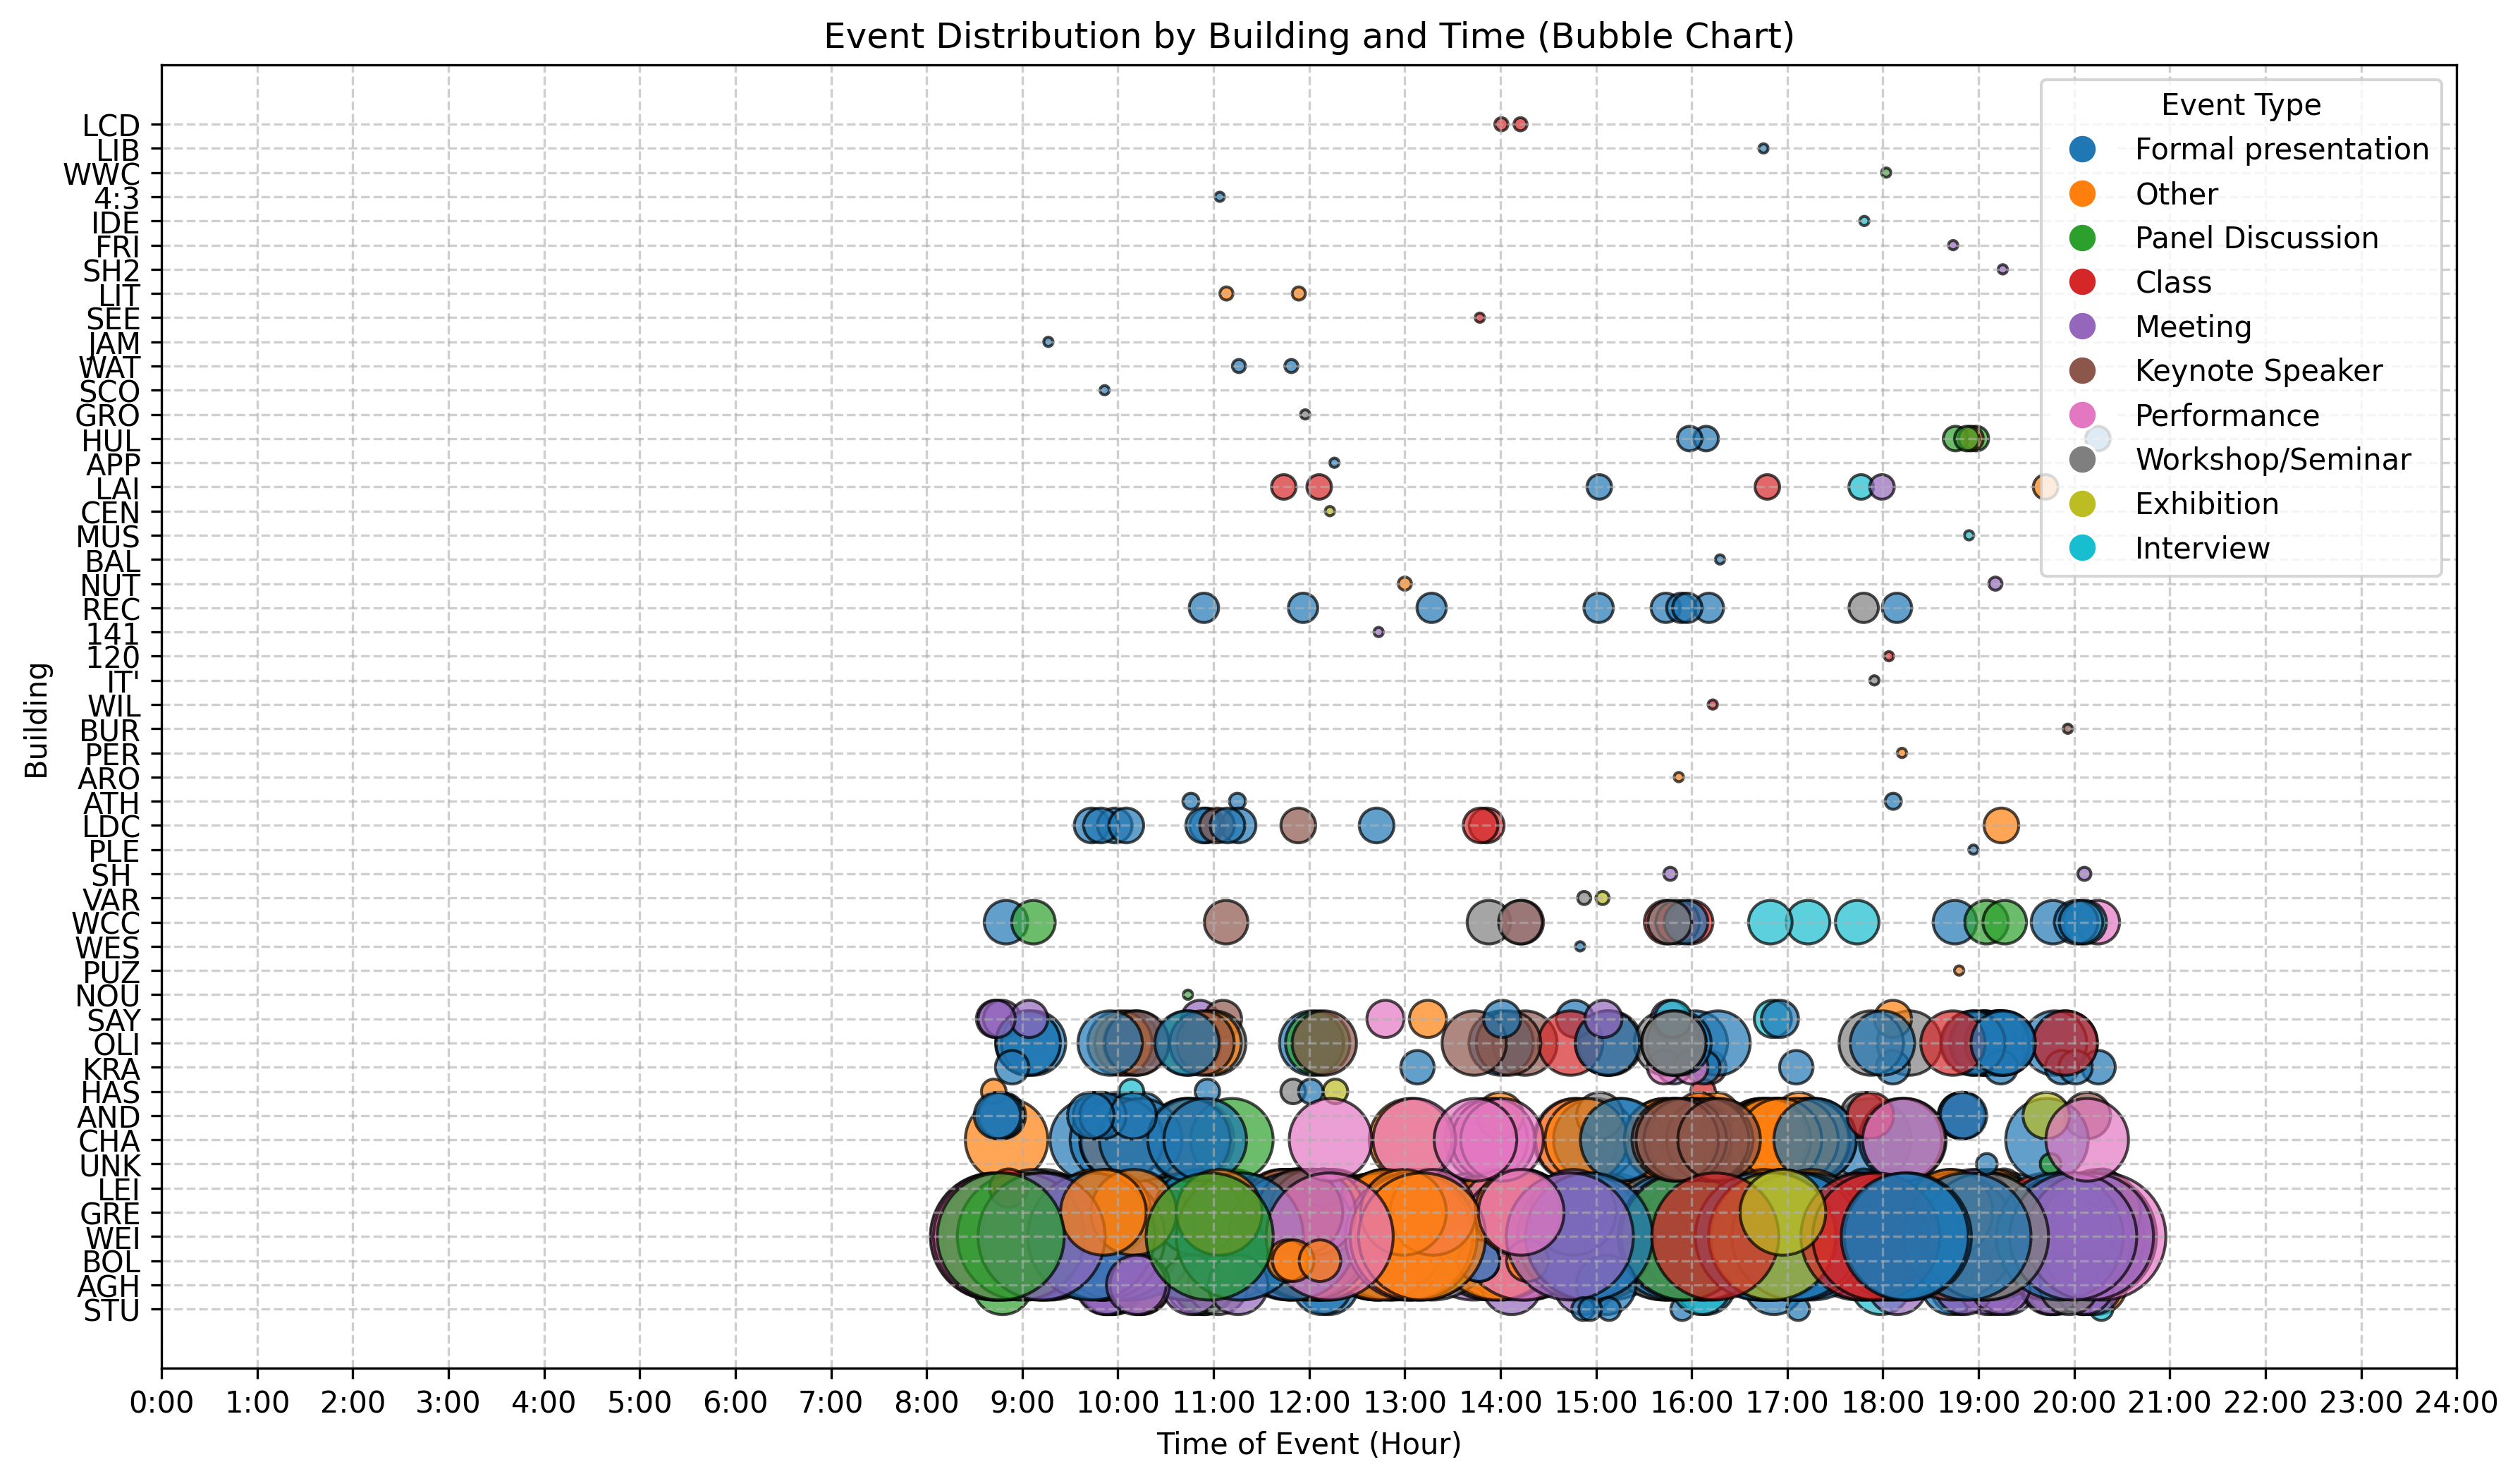 Event Distribution by Building and Time (Bubble Chart)
Event Type
Formal presentation
Other
Panel Discussion
Class
Meeting
Keynote Speaker
Performance
Workshop/Seminar
Exhibition
Interview
Building
LCD
LIB
WWC
4:3
IDE
FRI
SH2
LIT
SEE
JAM
WAT
SCO
GRO
HUL
APP
LAI
CEN
MUS
BAL
NUT
REC
141
120
IT'
WIL
BUR
PER
ARO
ATH
LDC
PLE
SH
VAR
WCC
WES
PUZ
NOU
SAY
OLI
KRA
HAS
AND
CHA
UNK
LEI
GRE
WEI
BOL
AGH
STU
0:00 1:00 2:00 3:00 4:00 5:00 6:00 7:00 8:00 9:00 10:00 11:00 12:00 13:00 14:00 15:00 16:00 17:00 18:00 19:00 20:00 21:00 22:00 23:00 24:00
Time of Event (Hour)